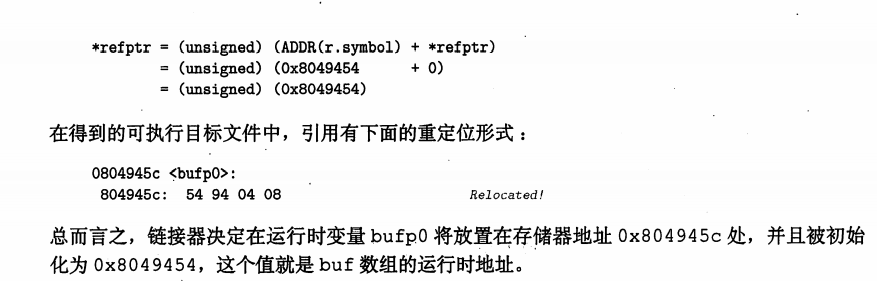 *refptr = (unsigned) (ADDR(r.symbol) + *refptr)
= (unsigned) (0x8049454 + 0)
= (unsigned) (0x8049454)
在得到的可执行目标文件中，引用有下面的重定位形式：
0804945c <bufp0>:
804945c: 54 94 04 08 Relocated!
总而言之，链接器决定在运行时变量 bufp0 将放置在存储器地址 0x804945c 处，并且被初始
化为 0x8049454，这个值就是 buf 数组的运行时地址。